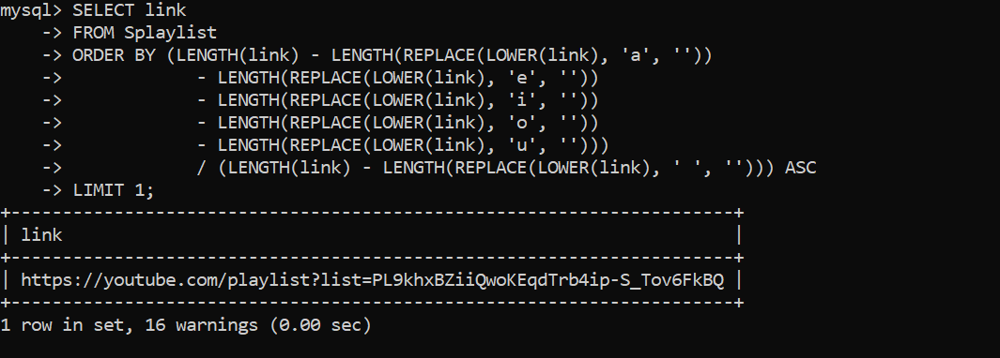 mysql> SELECT link
    -> FROM Splaylist
    -> ORDER BY (LENGTH(link) - LENGTH(REPLACE(LOWER(link), 'a', ''))
    ->            - LENGTH(REPLACE(LOWER(link), 'e', ''))
    ->            - LENGTH(REPLACE(LOWER(link), 'i', ''))
    ->            - LENGTH(REPLACE(LOWER(link), 'o', ''))
    ->            - LENGTH(REPLACE(LOWER(link), 'u', '')))
    ->            / (LENGTH(link) - LENGTH(REPLACE(LOWER(link), ' ', ''))) ASC
    -> LIMIT 1;
+--------------------------------------------------------------------+
| link                                                               |
+--------------------------------------------------------------------+
| https://youtube.com/playlist?list=PL9khxBZiiQwoKEqdTrb4ip-S_Tov6FkBQ |
+--------------------------------------------------------------------+
1 row in set, 16 warnings (0.00 sec)